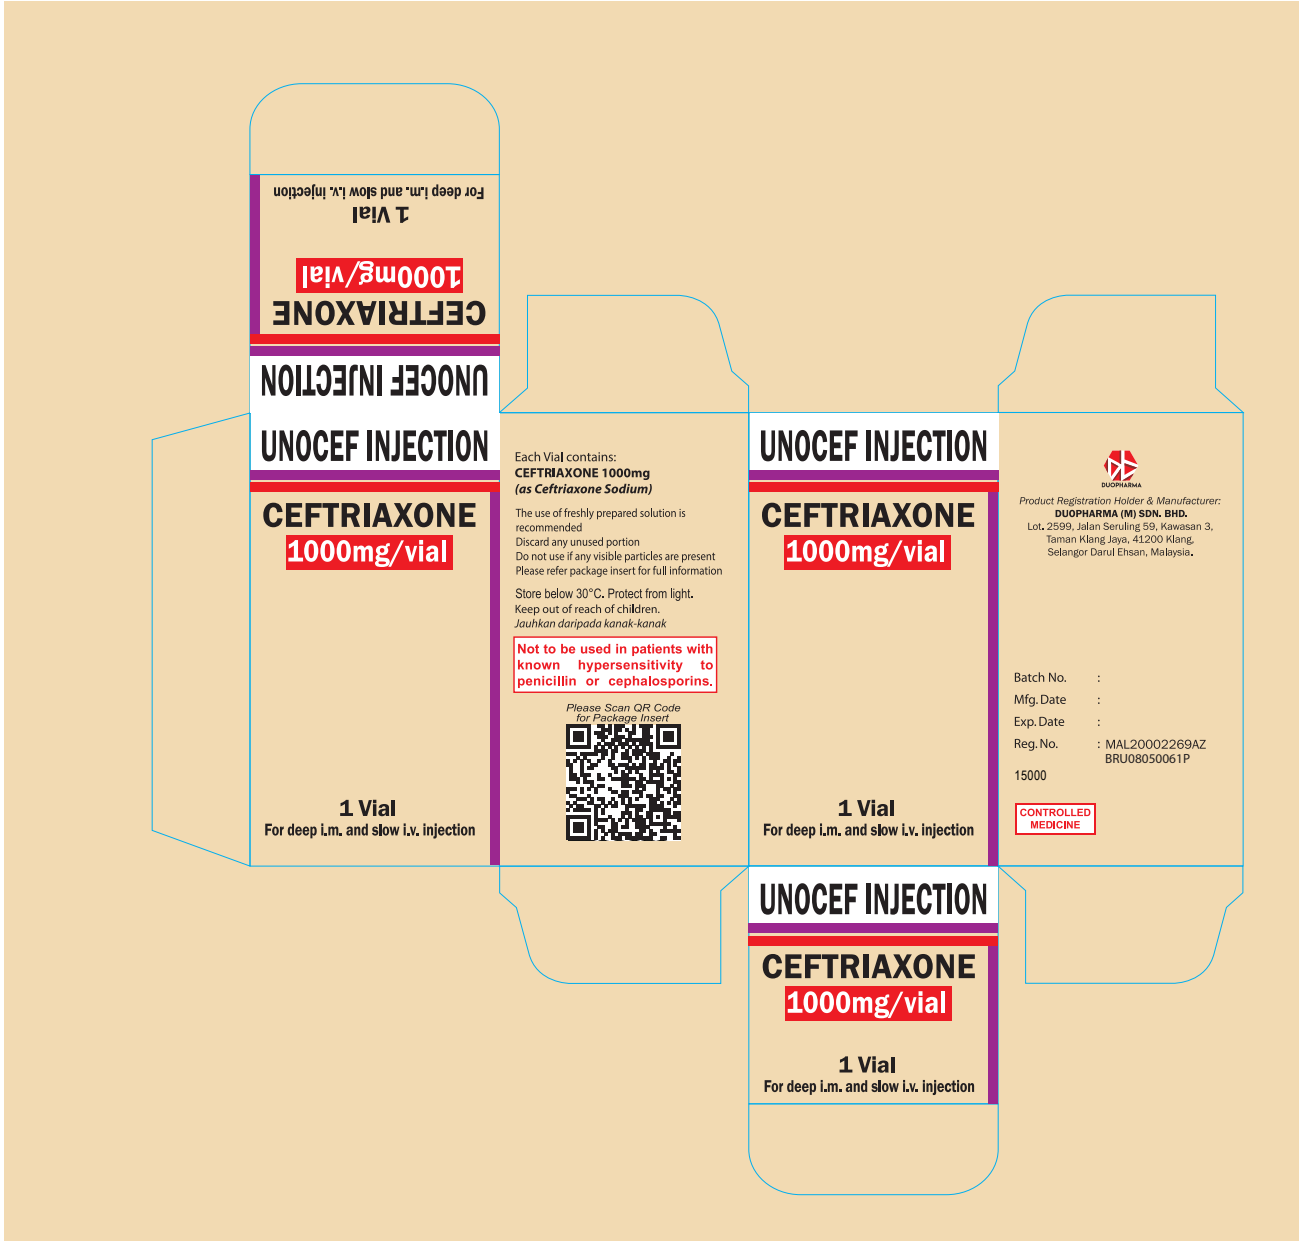 For deep i.m. and slow i.v. injection
1 Vial
1000mg/vial
CEFTRIAXONE
UNOCEF INJECTION
UNOCEF INJECTION
CEFTRIAXONE
1000mg/vial
1 Vial
For deep i.m. and slow i.v. injection
Each Vial contains:
CEFTRIAXONE 1000mg
(as Ceftriaxone Sodium)
The use of freshly prepared solution is
recommended
Discard any unused portion
Do not use if any visible particles are present
Please refer package insert for full information
Store below 30°C. Protect from light.
Keep out of reach of children.
Jauhkan daripada kanak-kanak
Not to be used in patients with
known hypersensitivity to
penicillin or cephalosporins.
Please Scan QR Code
for Package Insert
UNOCEF INJECTION
CEFTRIAXONE
1000mg/vial
1 Vial
For deep i.m. and slow i.v. injection
UNOCEF INJECTION
CEFTRIAXONE
1000mg/vial
1 Vial
For deep i.m. and slow i.v. injection
DUOPHARMA
Product Registration Holder & Manufacturer:
DUOPHARMA (M) SDN. BHD.
Lot. 2599, Jalan Seruling 59, Kawasan 3,
Taman Klang Jaya, 41200 Klang,
Selangor Darul Ehsan, Malaysia.
Batch No. :
Mfg. Date :
Exp. Date :
Reg. No. : MAL20002269AZ
BRU08050061P
15000
CONTROLLED
MEDICINE